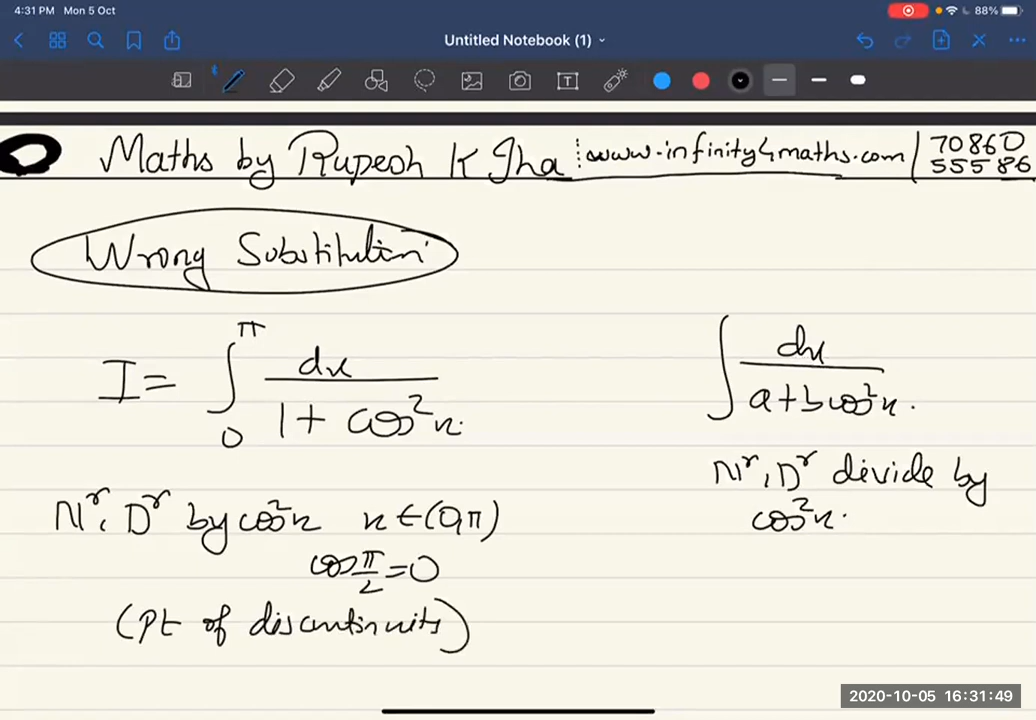 4:31 PM Mon 5 Oct
88%
Untitled Notebook (1)
Maths by Rupesh K Jha
www.infinity4maths.com
70860
55586
Wrong Substitution
I = ∫₀^π dx / (1 + cos²x)
Nʳ, Dʳ by cos²x x ∈ (0, π)
cos π/2 = 0
(Pt of discontinuity)
∫ dx / (a + b cos²x).
Nʳ, Dʳ divide by
cos²x.
2020-10-05 16:31:49